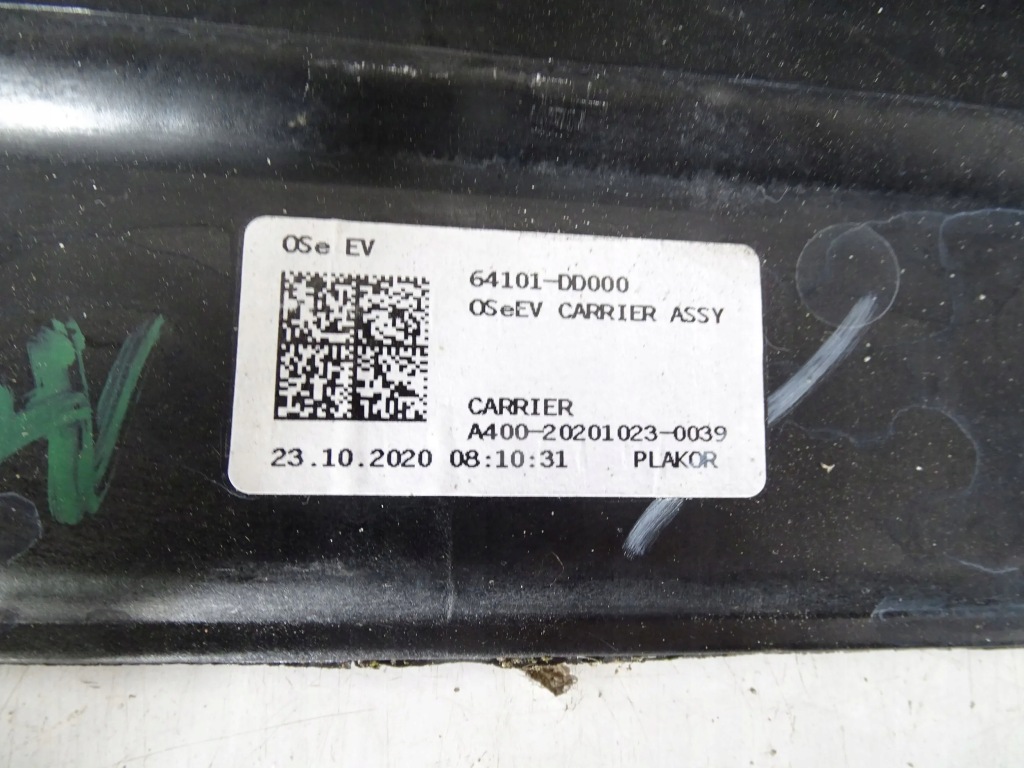 OSe EV
64101-DD000
OSeEV CARRIER ASSY
CARRIER
A400-20201023-0039
23.10.2020 08:10:31 PLAKOR